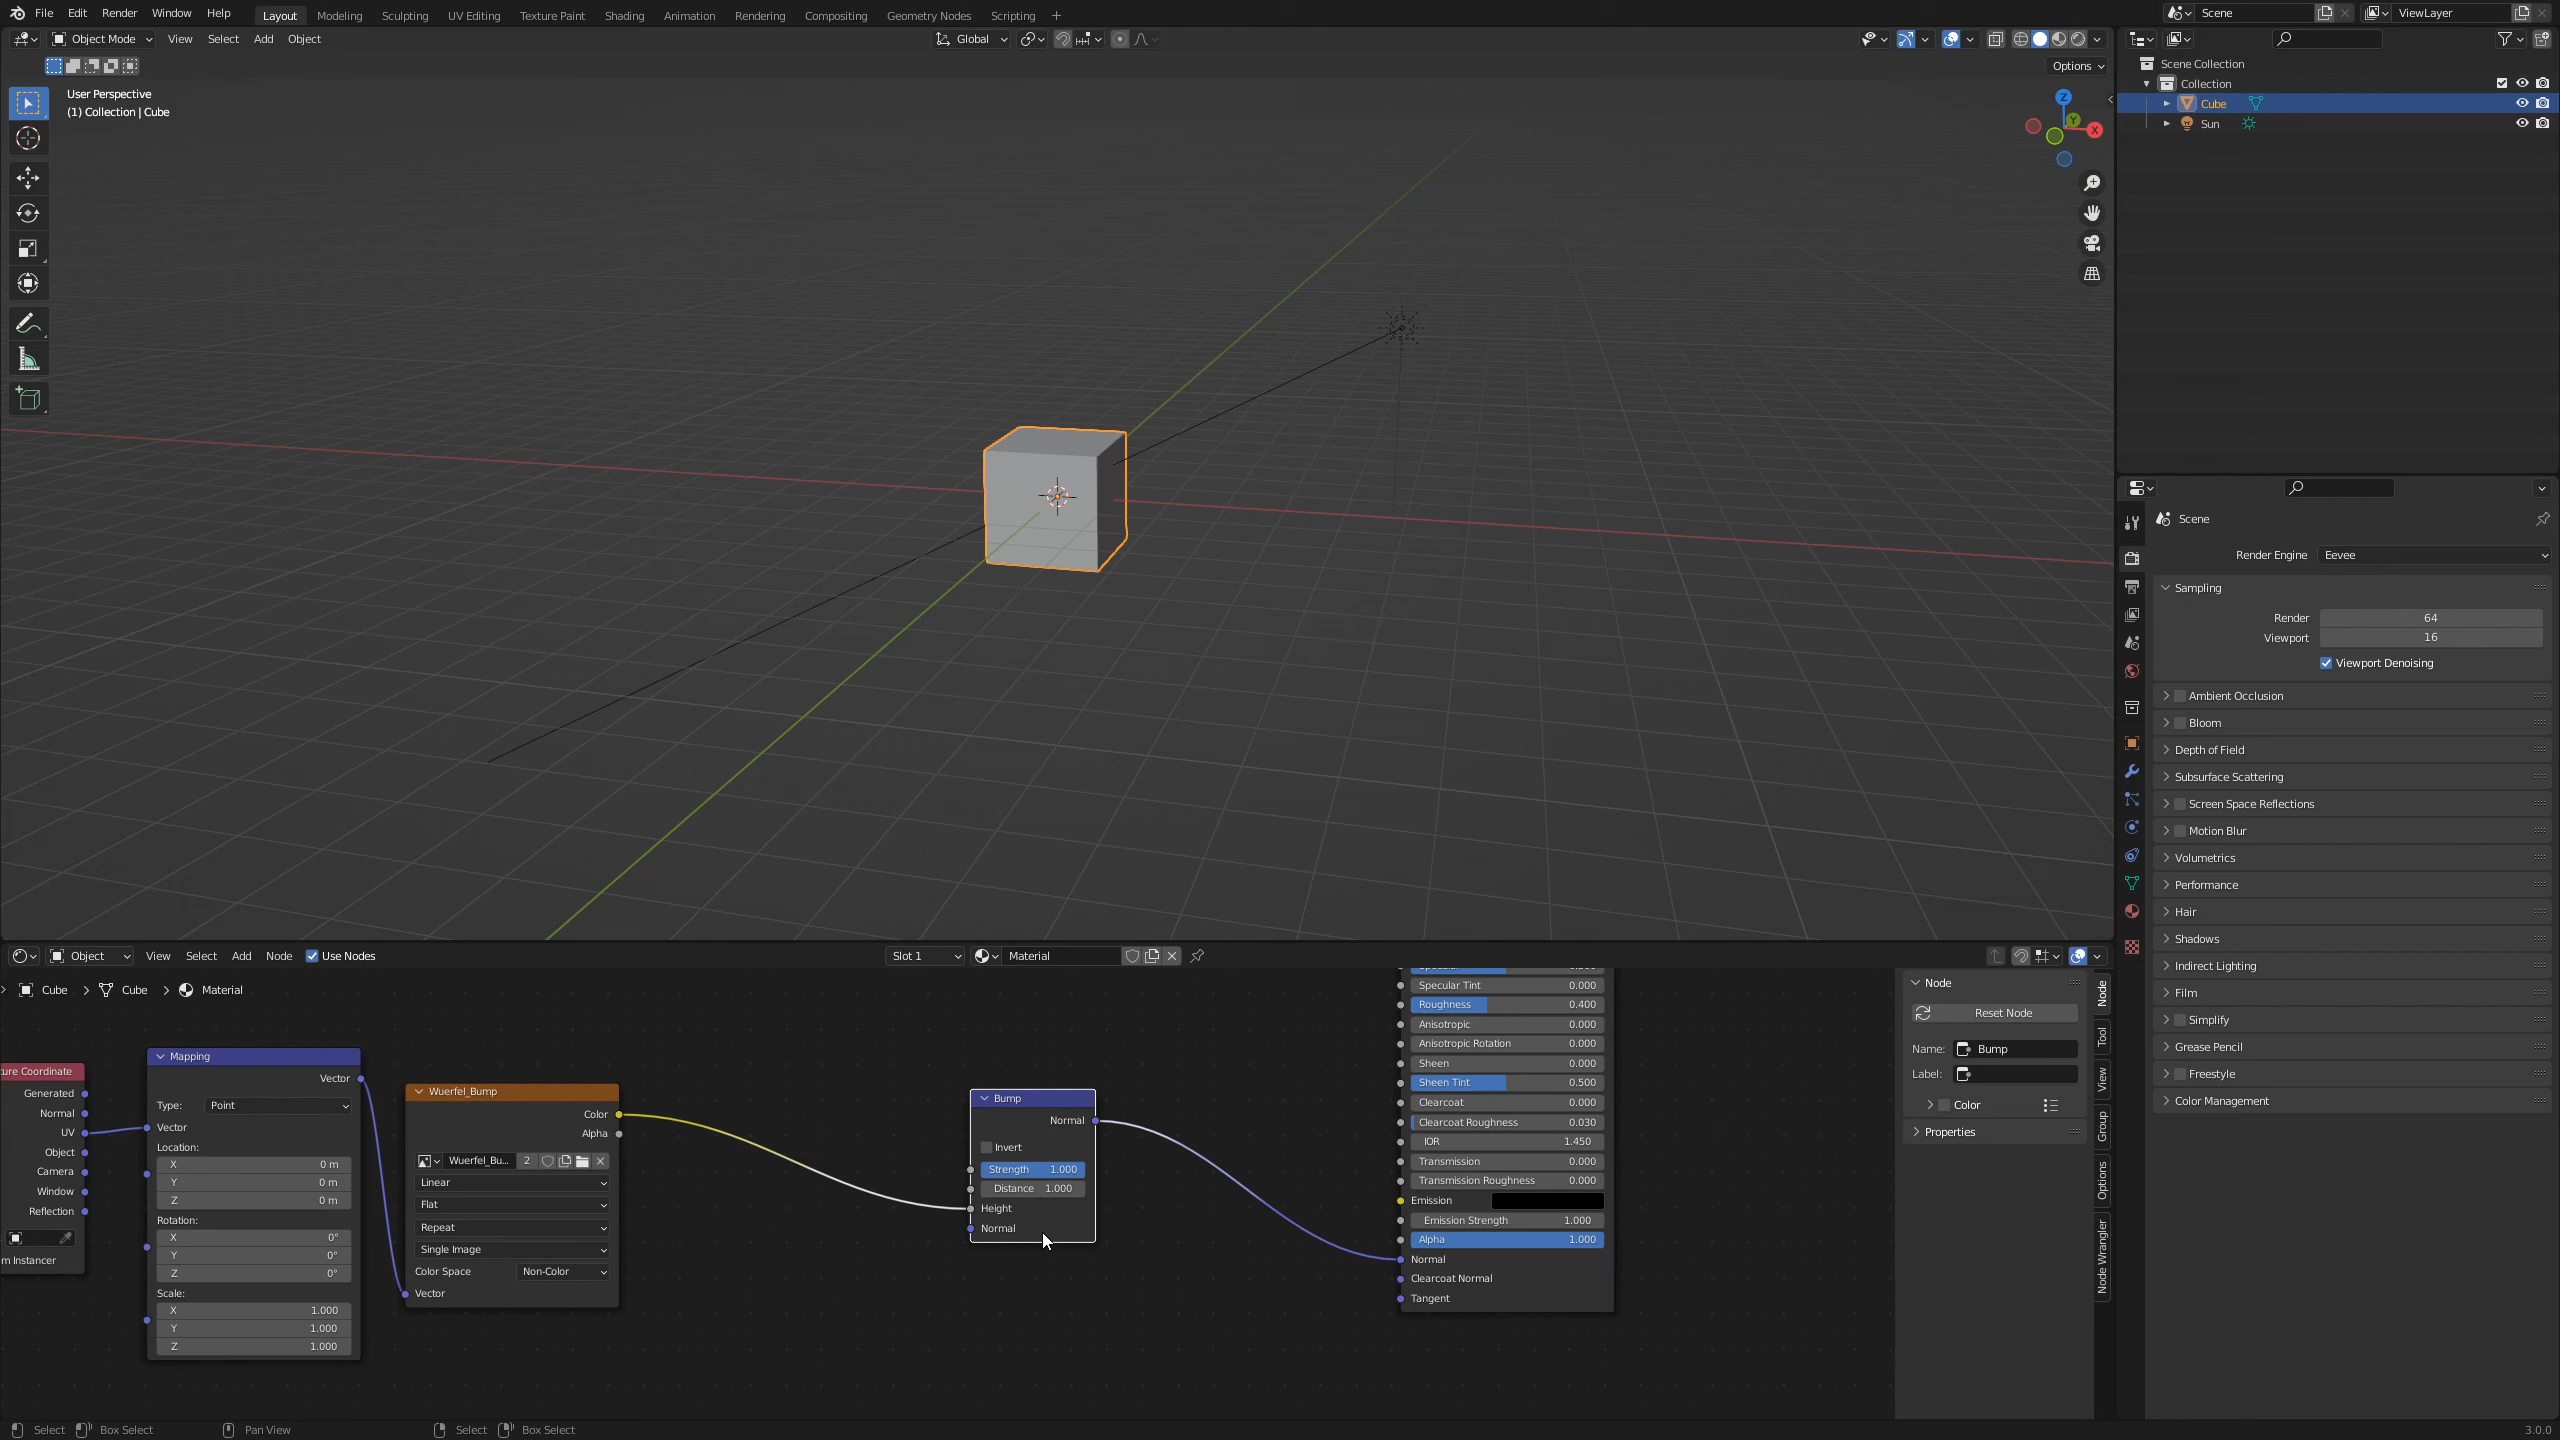 File Edit Render Window Help Layout Modeling Sculpting UV Editing Texture Paint Shading Animation Rendering Compositing Geometry Nodes Scripting + Scene ViewLayer
Object Mode View Select Add Object Global
Options
User Perspective
(1) Collection | Cube
Z
Y
X
Scene Collection
Collection
Cube
Sun
Scene
Render Engine Eevee
Sampling
Render 64
Viewport 16
Viewport Denoising
Ambient Occlusion
Bloom
Depth of Field
Subsurface Scattering
Screen Space Reflections
Motion Blur
Volumetrics
Performance
Hair
Shadows
Indirect Lighting
Film
Simplify
Grease Pencil
Freestyle
Color Management
Object View Select Add Node Use Nodes Slot 1 Material
Cube > Cube > Material
ure Coordinate
Generated
Normal
UV
Object
Camera
Window
Reflection
m Instancer
Mapping
Vector
Type: Point
Vector
Location:
X 0 m
Y 0 m
Z 0 m
Rotation:
X 0°
Y 0°
Z 0°
Scale:
X 1.000
Y 1.000
Z 1.000
Wuerfel_Bump
Color
Alpha
Wuerfel_Bu... 2
Linear
Flat
Repeat
Single Image
Color Space Non-Color
Vector
Bump
Normal
Invert
Strength 1.000
Distance 1.000
Height
Normal
Specular Tint 0.000
Roughness 0.400
Anisotropic 0.000
Anisotropic Rotation 0.000
Sheen 0.000
Sheen Tint 0.500
Clearcoat 0.000
Clearcoat Roughness 0.030
IOR 1.450
Transmission 0.000
Transmission Roughness 0.000
Emission
Emission Strength 1.000
Alpha 1.000
Normal
Clearcoat Normal
Tangent
Node
Reset Node
Name: Bump
Label:
Color
Properties
Node
Tool
View
Group
Options
Node Wrangler
Select Box Select Pan View Select Box Select 3.0.0